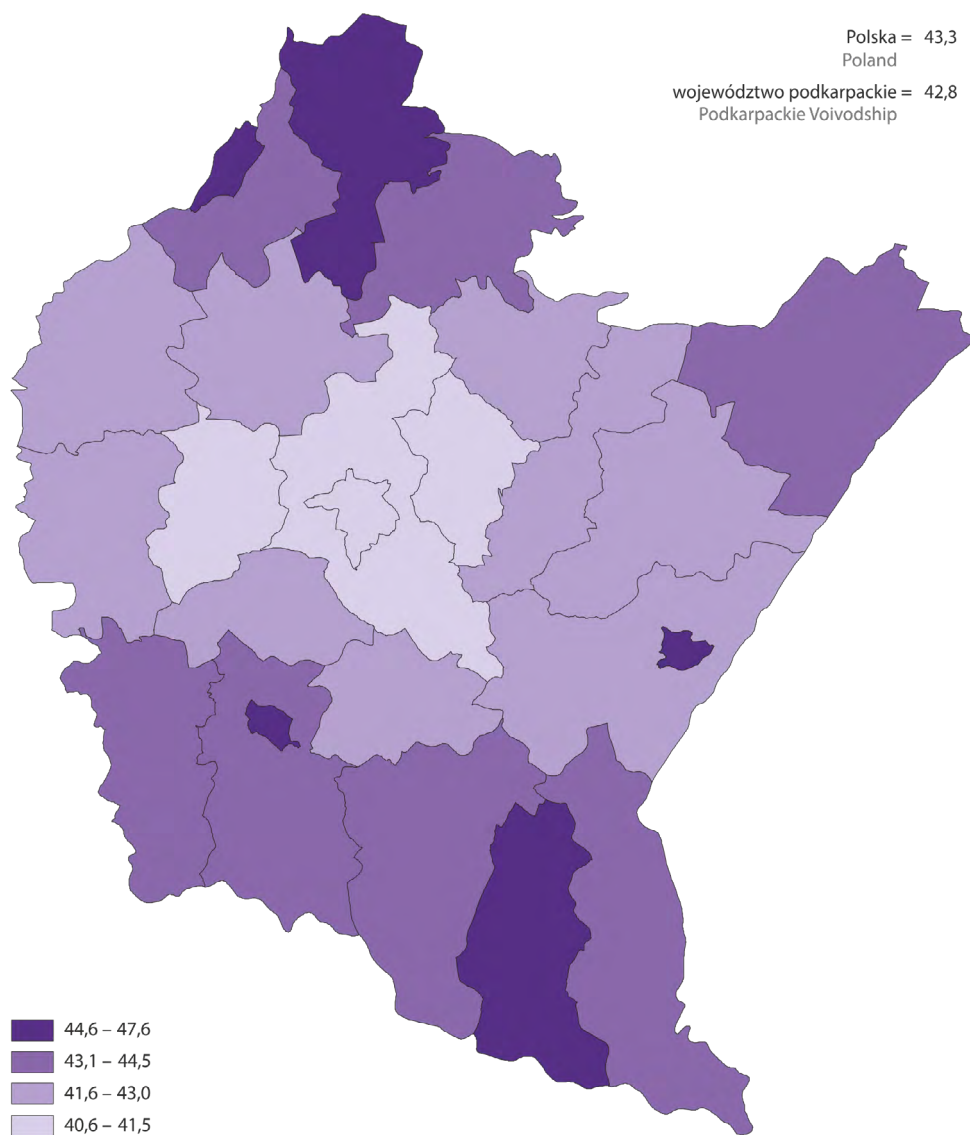 Polska = 43,3
Poland
województwo podkarpackie = 42,8
Podkarpackie Voivodship
44,6 – 47,6
43,1 – 44,5
41,6 – 43,0
40,6 – 41,5